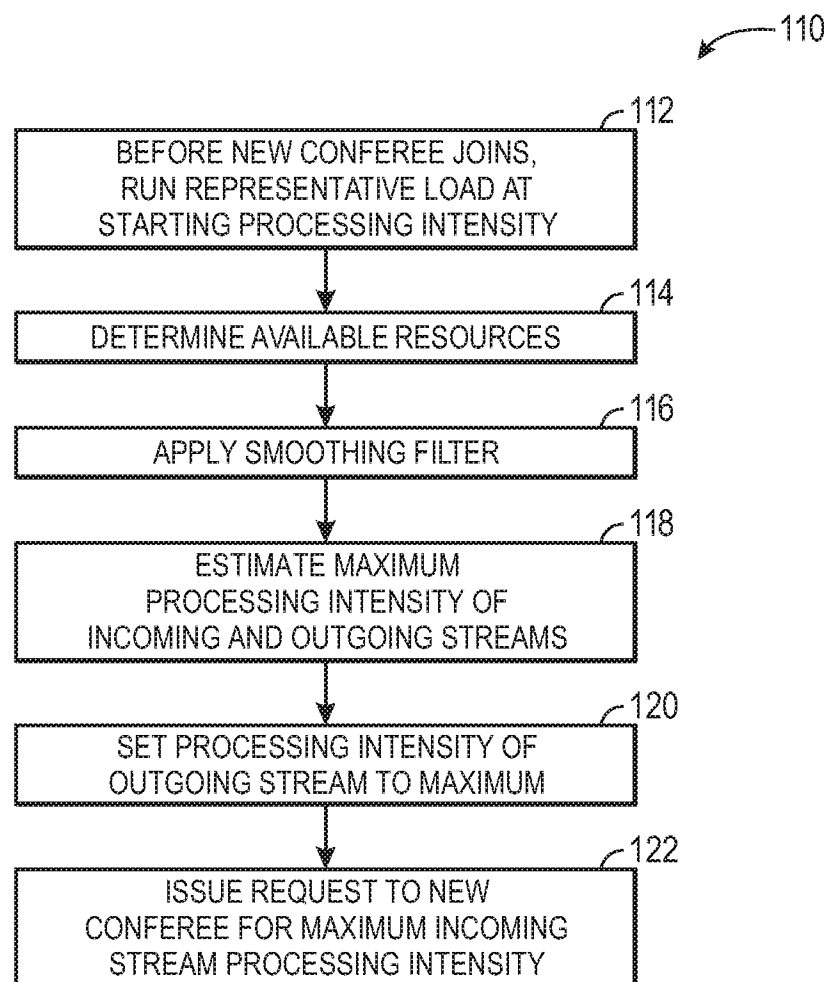 110
112
BEFORE NEW CONFEREE JOINS,
RUN REPRESENTATIVE LOAD AT
STARTING PROCESSING INTENSITY
114
DETERMINE AVAILABLE RESOURCES
116
APPLY SMOOTHING FILTER
118
ESTIMATE MAXIMUM
PROCESSING INTENSITY OF
INCOMING AND OUTGOING STREAMS
120
SET PROCESSING INTENSITY OF
OUTGOING STREAM TO MAXIMUM
122
ISSUE REQUEST TO NEW
CONFEREE FOR MAXIMUM INCOMING
STREAM PROCESSING INTENSITY